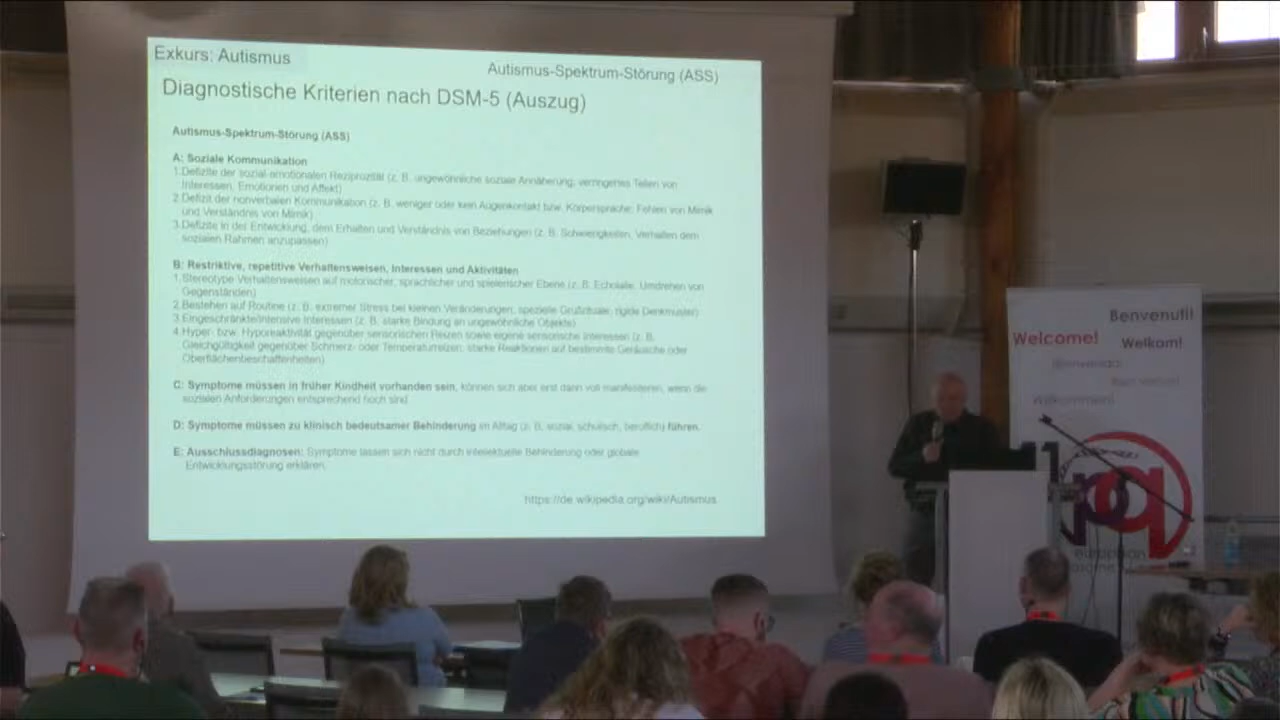 Exkurs: Autismus
Autismus-Spektrum-Störung (ASS)
Diagnostische Kriterien nach DSM-5 (Auszug)
Autismus-Spektrum-Störung (ASS)
A: Soziale Kommunikation
1.Defizite der sozial-emotionalen Reziprozität (z. B. ungewöhnliche soziale Annäherung; verringertes Teilen von
Interessen, Emotionen und Affekt)
2.Defizit der nonverbalen Kommunikation (z. B. weniger oder kein Augenkontakt bzw. Körpersprache; Fehlen von Mimik
und Verständnis von Mimik)
3.Defizite in der Entwicklung, dem Erhalten und Verständnis von Beziehungen (z. B. Schwierigkeiten, Verhalten dem
sozialen Rahmen anzupassen)
B: Restriktive, repetitive Verhaltensweisen, Interessen und Aktivitäten
1.Stereotype Verhaltensweisen auf motorischer, sprachlicher und spielerischer Ebene (z. B. Echolalie, Umdrehen von
Gegenständen)
2.Bestehen auf Routine (z. B. extremer Stress bei kleinen Veränderungen, spezielle Grußrituale, rigide Denkmuster)
3.Eingeschränkte/intensive Interessen (z. B. starke Bindung an ungewöhnliche Objekte)
4.Hyper- bzw. Hyporeaktivität gegenüber sensorischen Reizen sowie eigene sensorische Interessen (z. B.
Gleichgültigkeit gegenüber Schmerz- oder Temperaturreizen, starke Reaktionen auf bestimmte Geräusche oder
Oberflächenbeschaffenheiten)
C: Symptome müssen in früher Kindheit vorhanden sein, können sich aber erst dann voll manifestieren, wenn die
sozialen Anforderungen entsprechend hoch sind
D: Symptome müssen zu klinisch bedeutsamer Behinderung im Alltag (z. B. sozial, schulisch, beruflich) führen.
E: Ausschlussdiagnosen: Symptome lassen sich nicht durch intellektuelle Behinderung oder globale
Entwicklungsstörung erklären.
https://de.wikipedia.org/wiki/Autismus
Benvenuti!
Welcome!
Welkom!
Bienvenido!
Willkommen!
pq
european